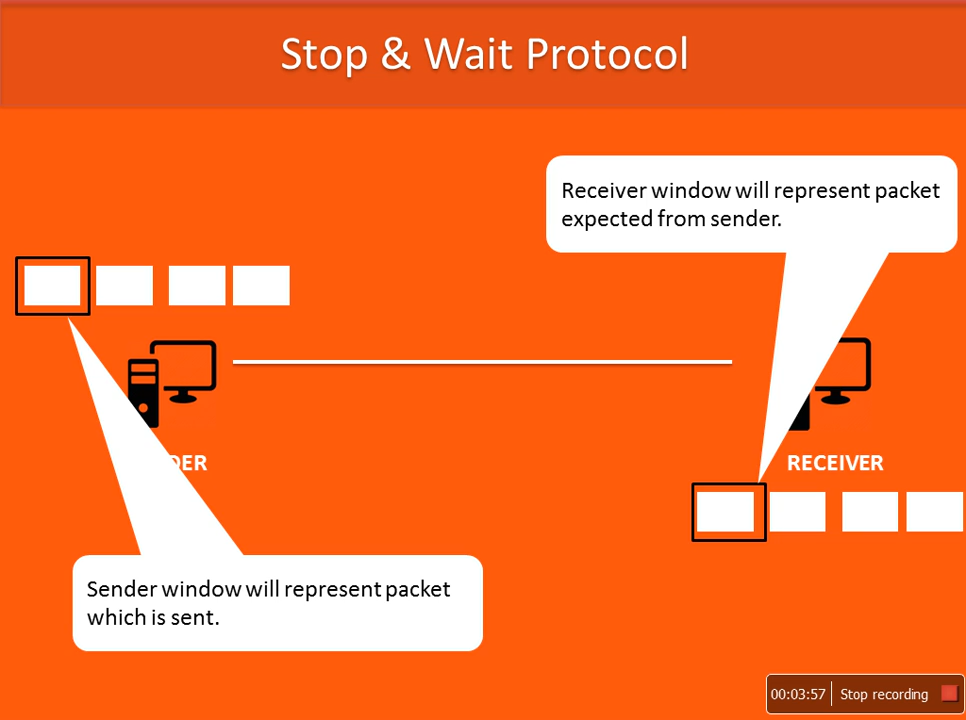 Stop & Wait Protocol
Receiver window will represent packet
expected from sender.
DER
RECEIVER
Sender window will represent packet
which is sent.
00:03:57 Stop recording